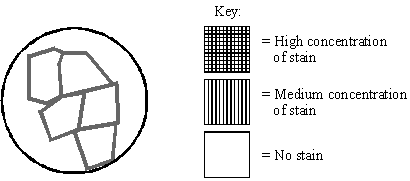 Key:
= High concentration
of stain
= Medium concentration
of stain
= No stain